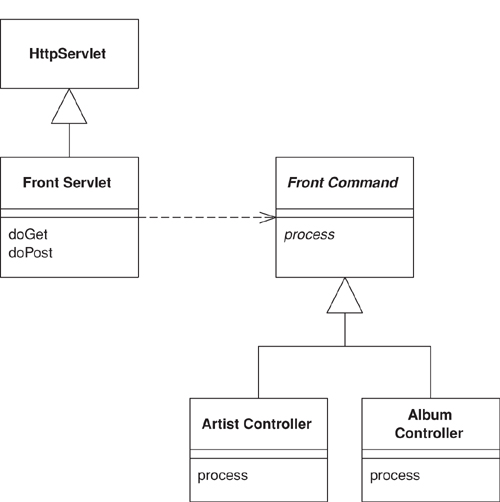 HttpServlet
Front Servlet
doGet
doPost
Front Command
process
Artist Controller
process
Album
Controller
process